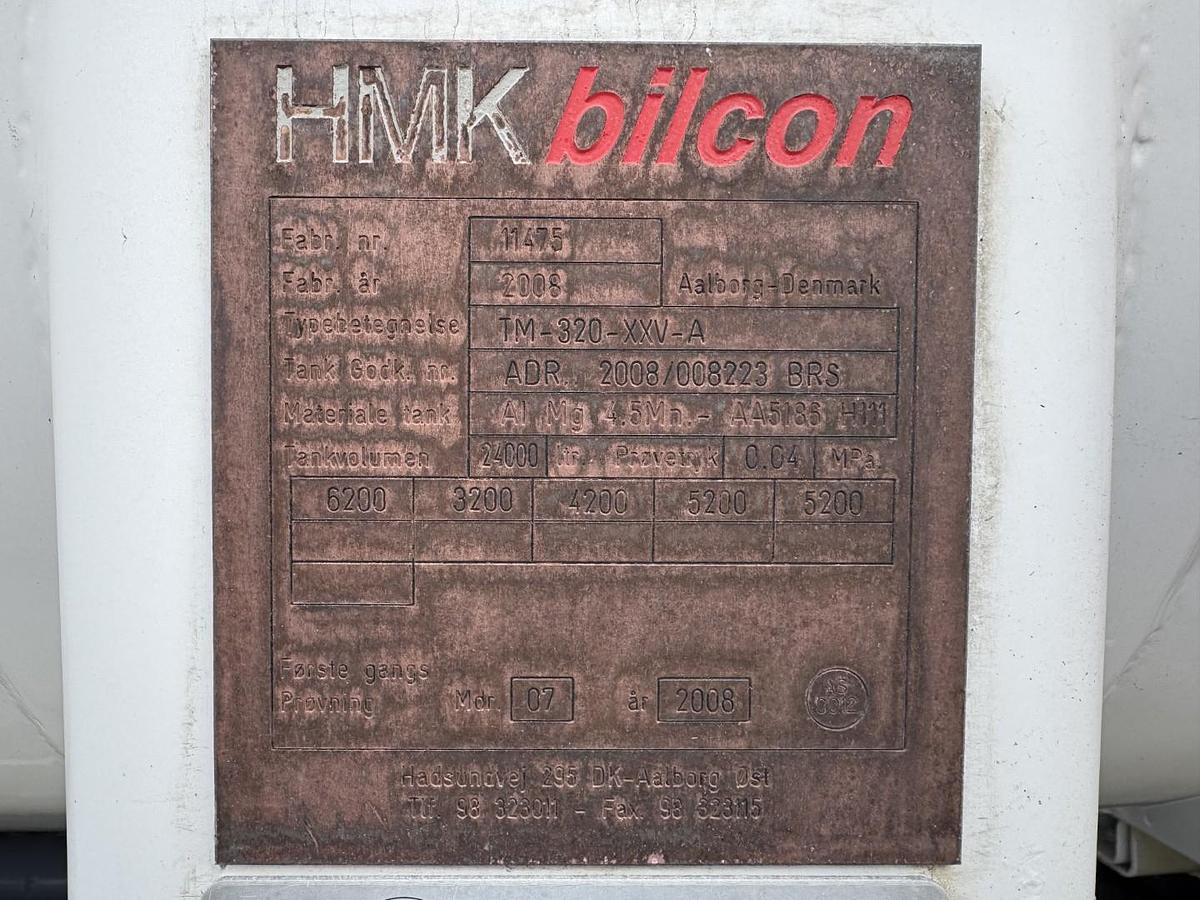 HMK bilcon
Fabr. nr. 11475
Fabr. år 2008 Aalborg-Denmark
Typebetegnelse TM-320-XXV-A
Tank Godk. nr. ADR. 2008/008223 BRS
Materiale tank Al Mg 4.5Mn.- AA5186 H111
Tankvolumen 24000 ltr. Prøvetryk 0.04 MPa.
6200 3200 4200 5200 5200
Første gangs
Prøvning Mdr. 07 år 2008
0012
Hadsundvej 295 DK-Aalborg Øst
Tlf. 98 323011 - Fax. 98 323115